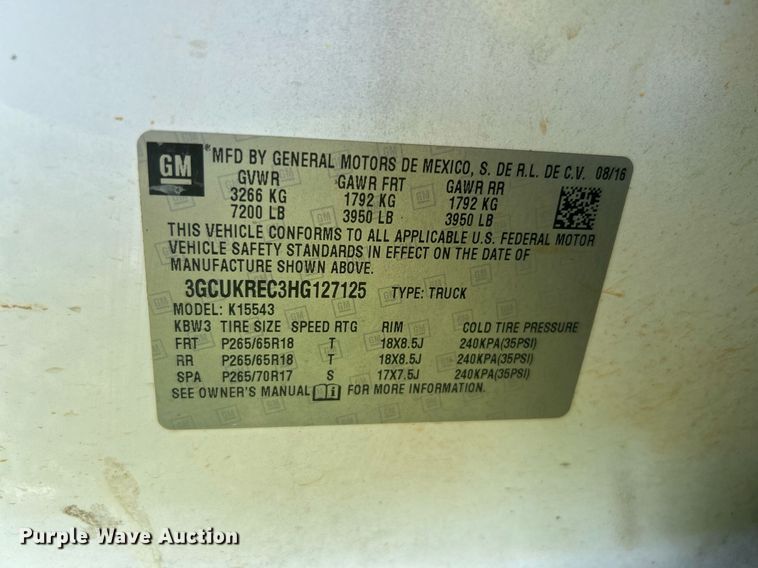 GM
*MFD BY GENERAL MOTORS DE MEXICO, S. DE R.L. DE C.V. 08/16
GVWR GAWR FRT GAWR RR
3266 KG 1792 KG 1792 KG
7200 LB 3950 LB 3950 LB
THIS VEHICLE CONFORMS TO ALL APPLICABLE U.S. FEDERAL MOTOR
VEHICLE SAFETY STANDARDS IN EFFECT ON THE DATE OF
MANUFACTURE SHOWN ABOVE.
3GCUKREC3HG127125 TYPE: TRUCK
MODEL: K15543
KBW3 TIRE SIZE SPEED RTG RIM COLD TIRE PRESSURE
FRT P265/65R18 T 18X8.5J 240KPA(35PSI)
RR P265/65R18 T 18X8.5J 240KPA(35PSI)
SPA P265/70R17 S 17X7.5J 240KPA(35PSI)
SEE OWNER'S MANUAL FOR MORE INFORMATION.
Purple Wave Auction